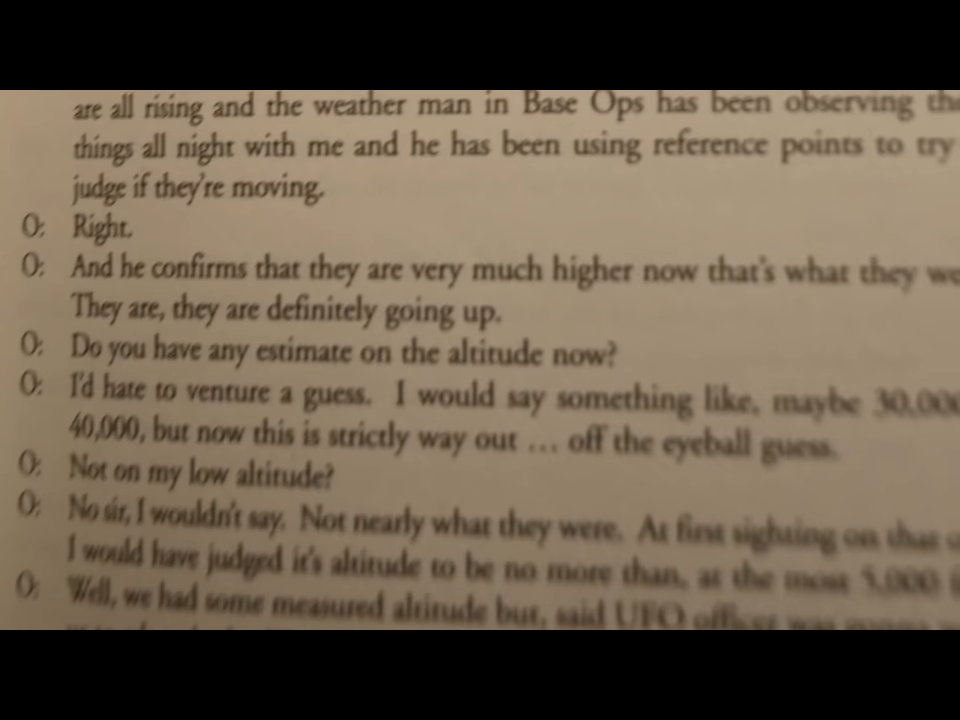 are all rising and the weather man in Base Ops has been observing
things all night with me and he has been using reference points to try
judge if they're moving.
O: Right.
O: And he confirms that they are very much higher now that's what they
They are, they are definitely going up.
O: Do you have any estimate on the altitude now?
O: I'd hate to venture a guess. I would say something like, maybe
40,000, but now this is strictly way out ... off the eyeball guess.
O: Not on my low altitude?
O: No sir, I wouldn't say. Not nearly what they were. At first sighting on that
I would have judged it's altitude to be no more than, at the most 5,000
O: Well, we had some measured altitude but, said UFO officer was